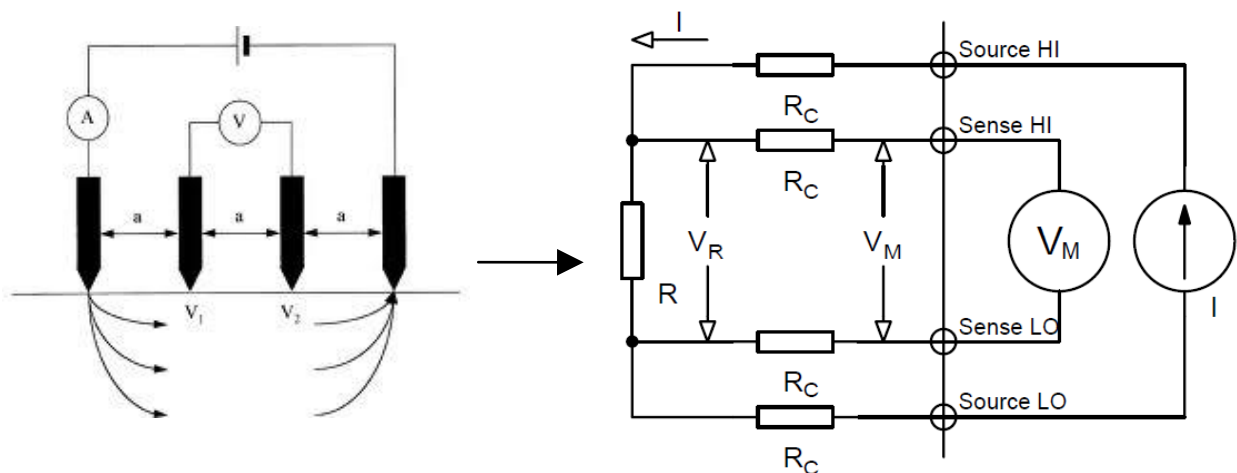 A
V
a
a
a
V1
V2
I
RC
Source HI
Sense HI
RC
VR
VM
VM
R
I
Sense LO
RC
Source LO
RC